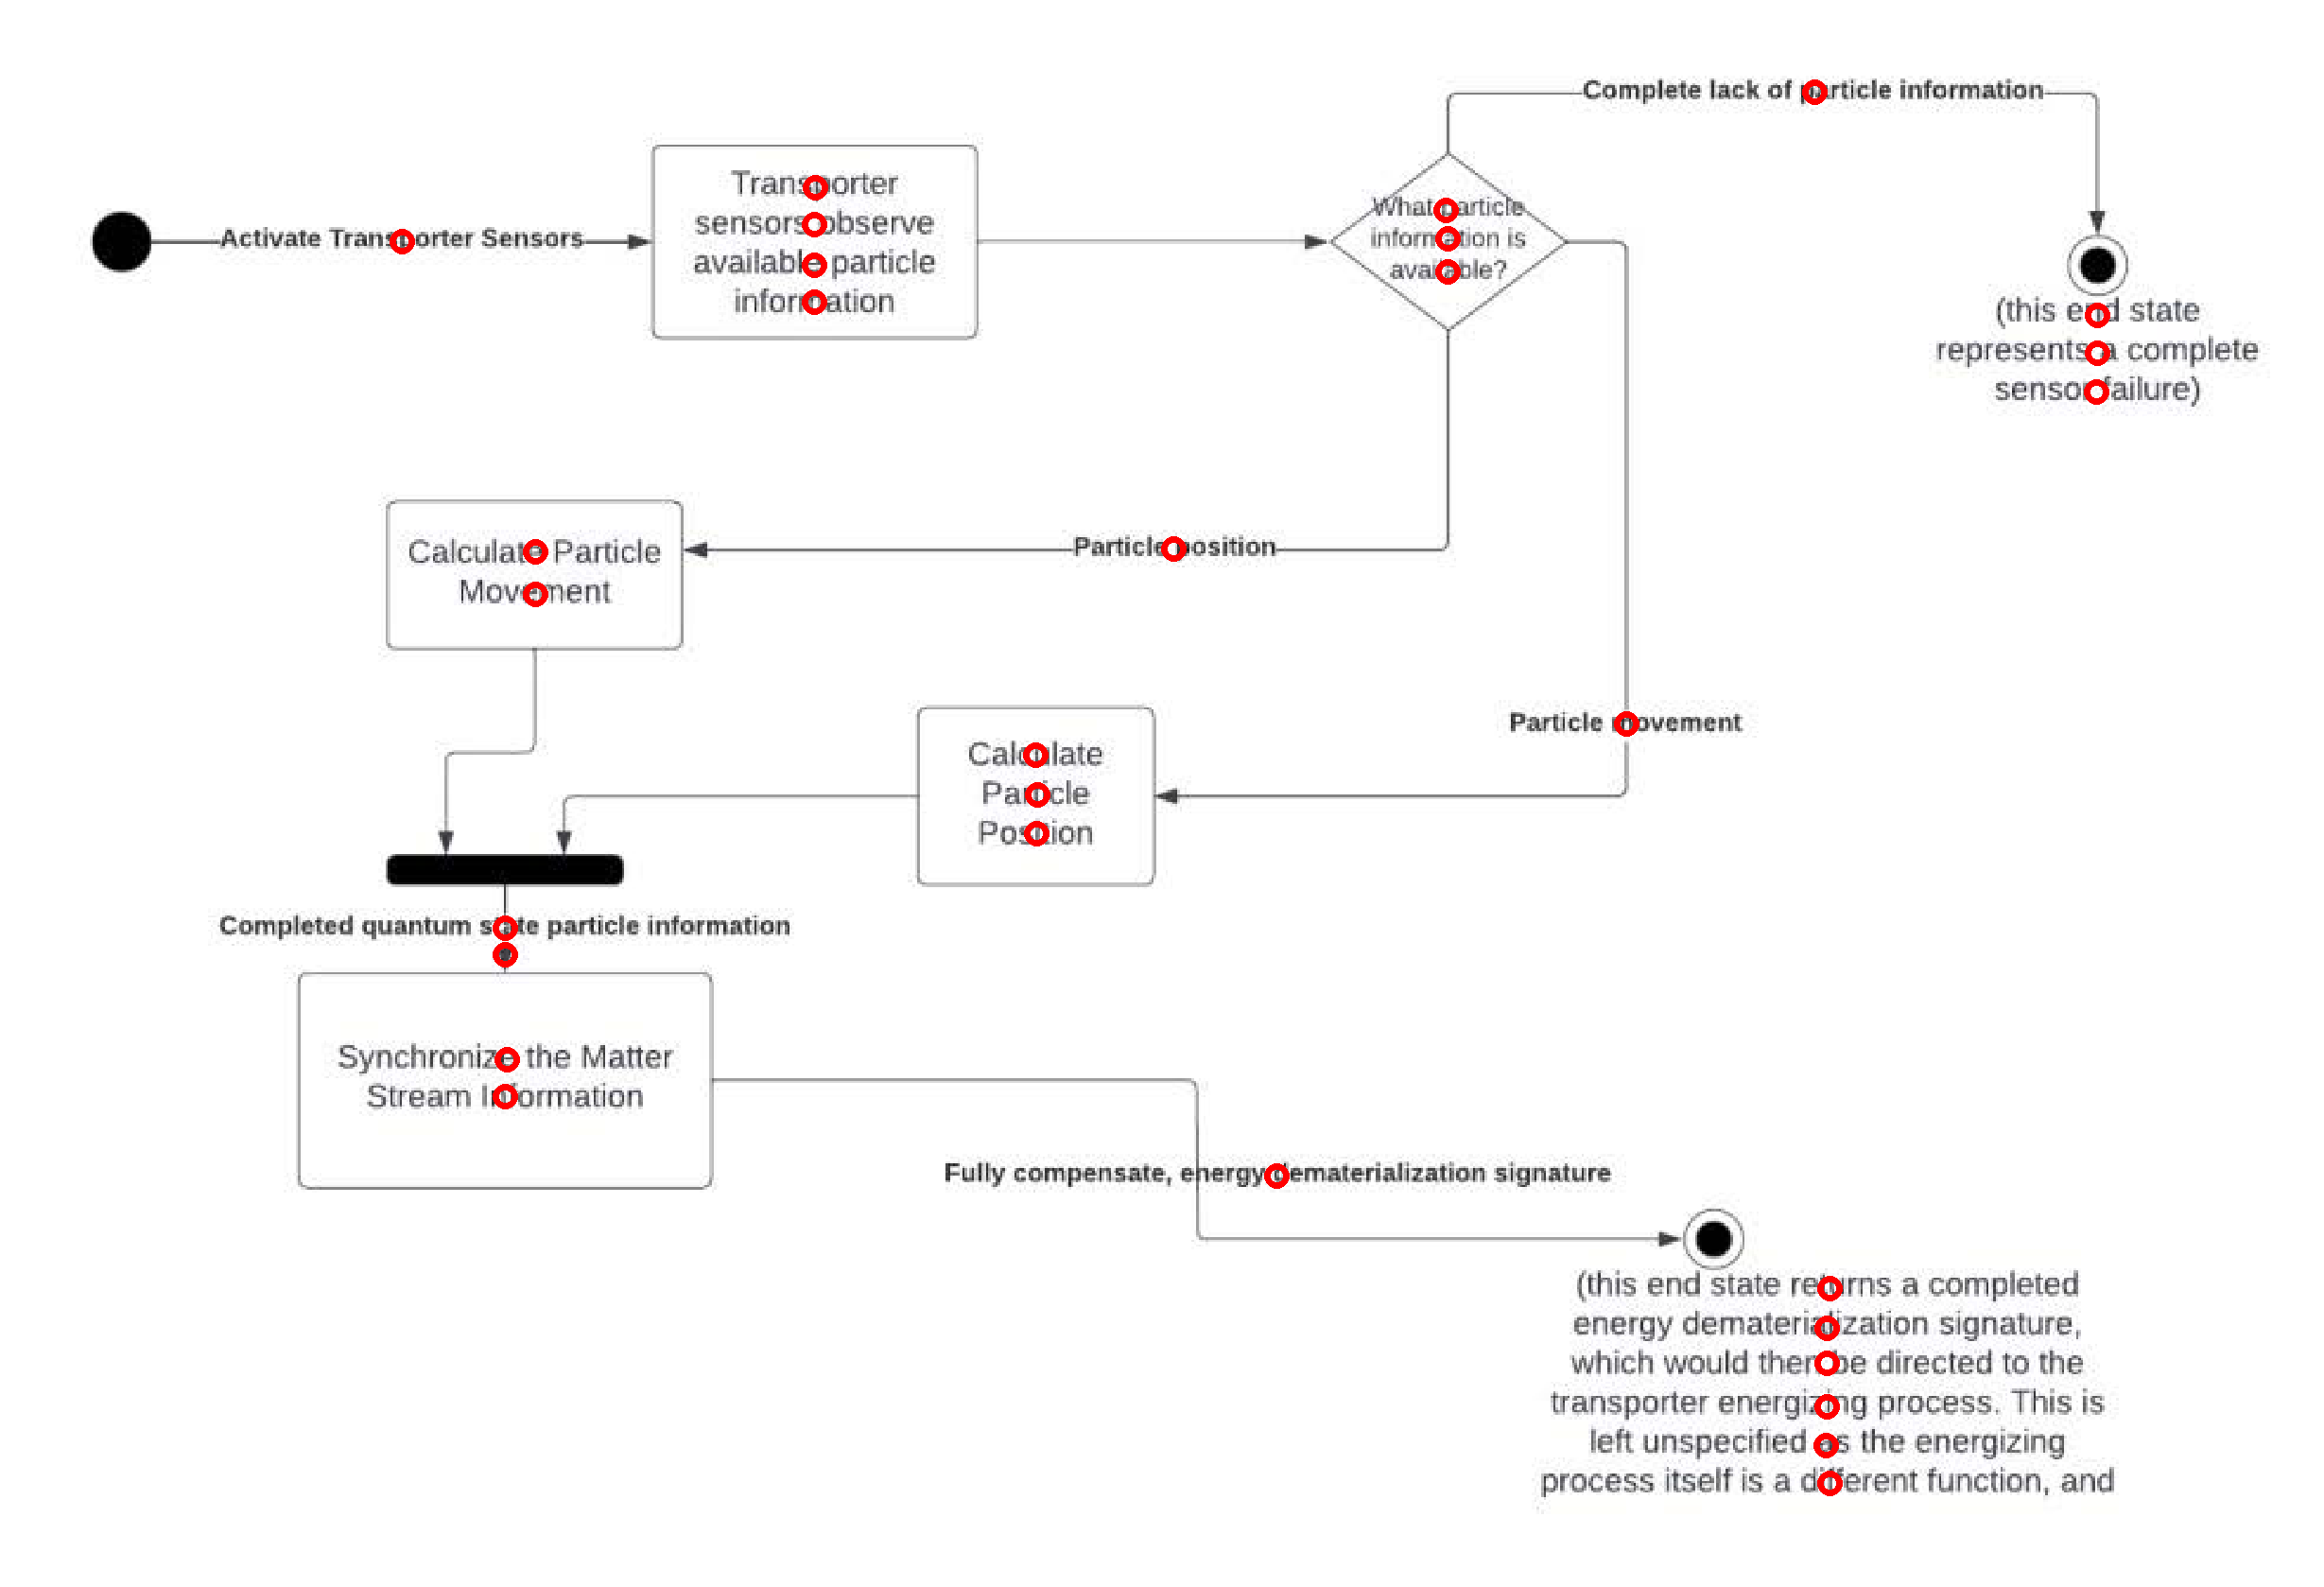 Complete lack of particle information
Activate Transporter Sensors
Transporter
sensors observe
available particle
information
What particle
information is
available?
(this end state
represents a complete
sensor failure)
Particle position
Calculate Particle
Movement
Particle movement
Calculate
Particle
Position
Completed quantum state particle information
Synchronize the Matter
Stream Information
Fully compensate, energy dematerialization signature
(this end state returns a completed
energy dematerialization signature,
which would then be directed to the
transporter energizing process. This is
left unspecified as the energizing
process itself is a different function, and